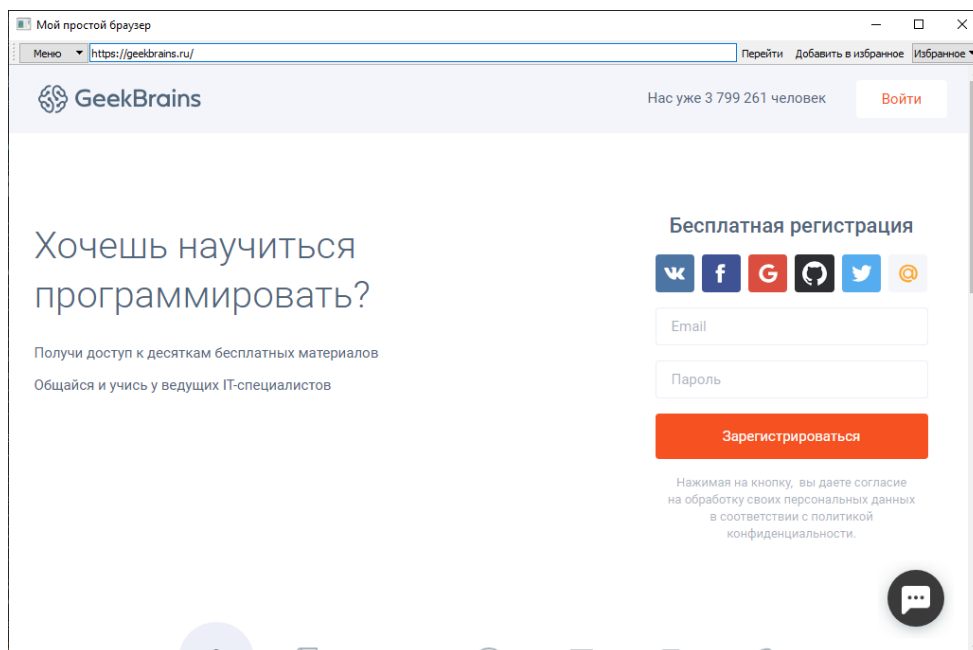 Мой простой браузер
Меню https://geekbrains.ru/ Перейти Добавить в избранное Избранное
GeekBrains Нас уже 3 799 261 человек Войти
Хочешь научиться
программировать?
Получи доступ к десяткам бесплатных материалов
Общайся и учись у ведущих IT-специалистов
Бесплатная регистрация
Email
Пароль
Зарегистрироваться
Нажимая на кнопку, вы даете согласие
на обработку своих персональных данных
в соответствии с политикой
конфиденциальности.